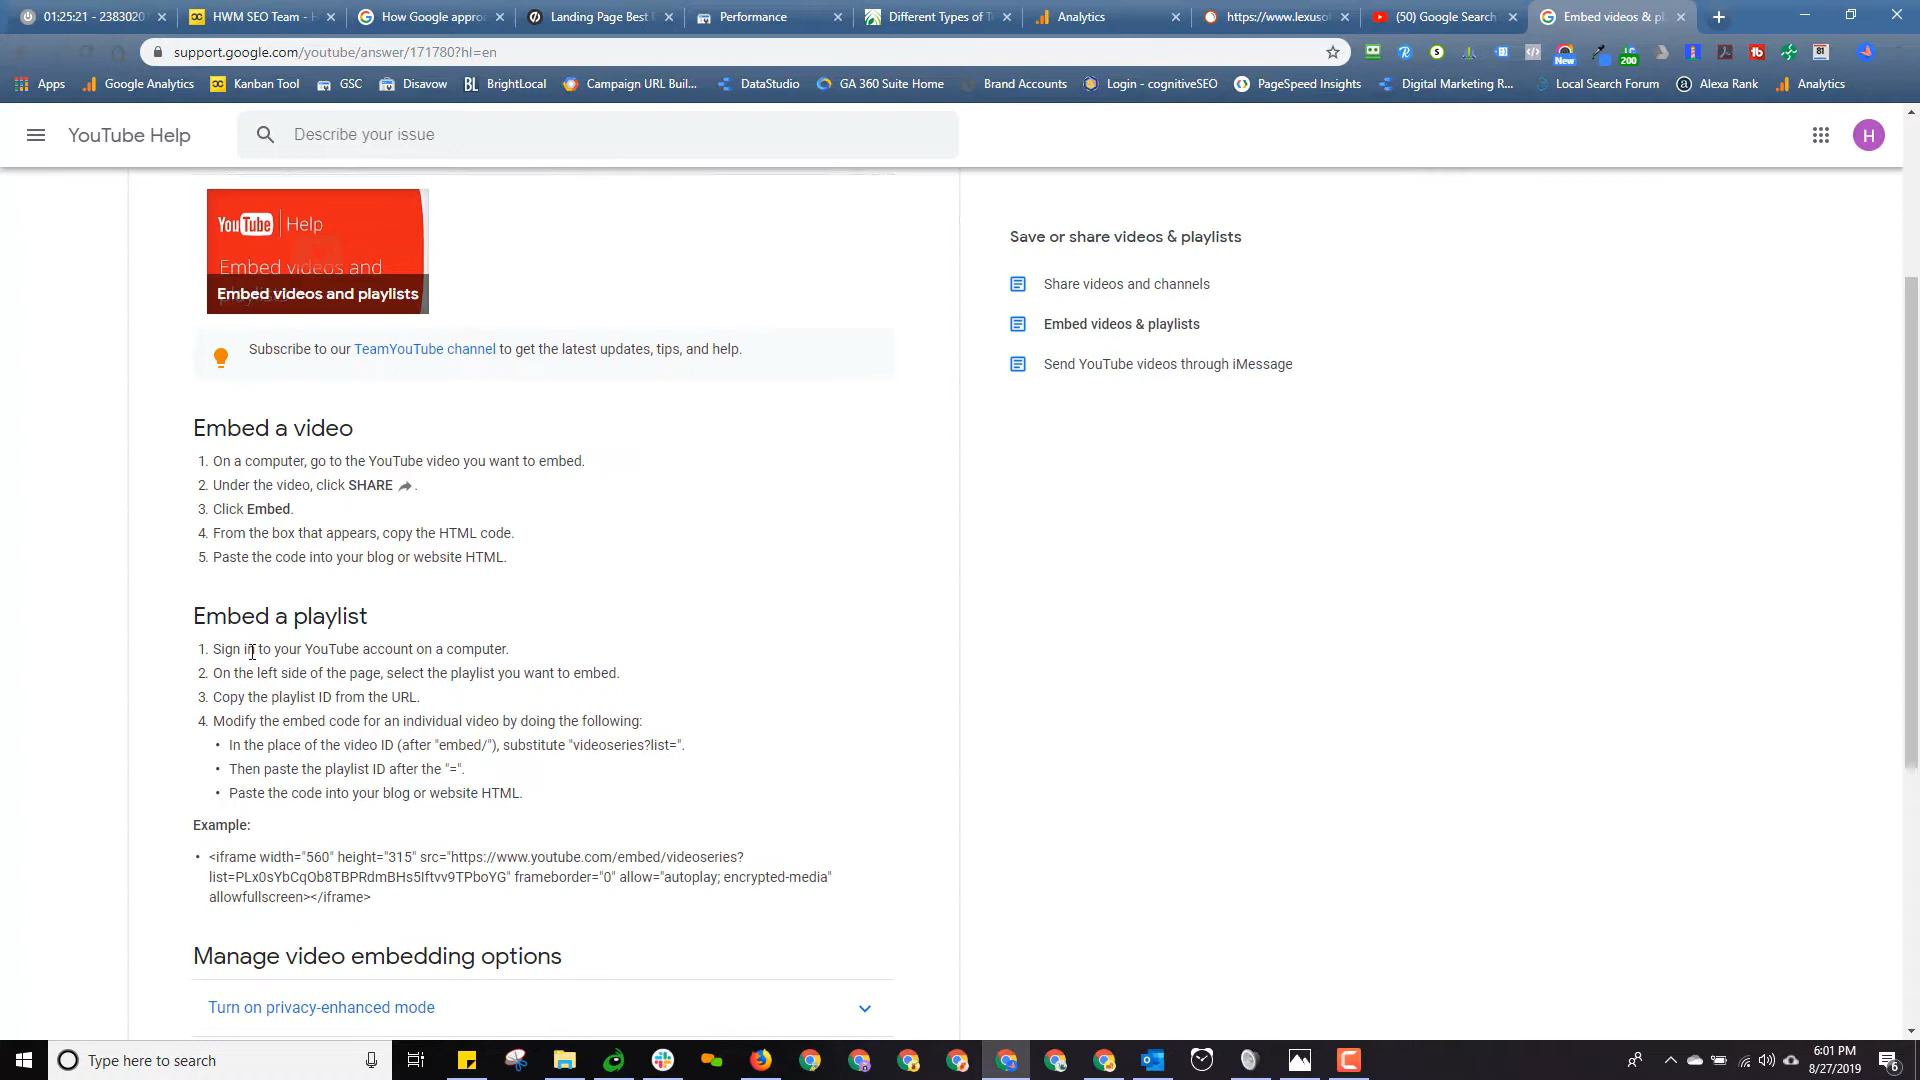 01:25:21 - 2383020
HWM SEO Team - H
How Google appro
Landing Page Best
Performance
Different Types of T
Analytics
https://www.lexuso
(50) Google Search
Embed videos & pl
support.google.com/youtube/answer/171780?hl=en
New
200
81
Apps
Google Analytics
Kanban Tool
GSC
Disavow
BL BrightLocal
Campaign URL Buil...
DataStudio
GA 360 Suite Home
Brand Accounts
Login - cognitiveSEO
PageSpeed Insights
Digital Marketing R...
Local Search Forum
Alexa Rank
Analytics
YouTube Help
Describe your issue
H
YouTube Help
Embed videos and
Embed videos and playlists
Subscribe to our TeamYouTube channel to get the latest updates, tips, and help.
Embed a video
1. On a computer, go to the YouTube video you want to embed.
2. Under the video, click SHARE .
3. Click Embed.
4. From the box that appears, copy the HTML code.
5. Paste the code into your blog or website HTML.
Embed a playlist
1. Sign in to your YouTube account on a computer.
2. On the left side of the page, select the playlist you want to embed.
3. Copy the playlist ID from the URL.
4. Modify the embed code for an individual video by doing the following:
• In the place of the video ID (after "embed/"), substitute "videoseries?list=".
• Then paste the playlist ID after the "=".
• Paste the code into your blog or website HTML.
Example:
• <iframe width="560" height="315" src="https://www.youtube.com/embed/videoseries?
list=PLx0sYbCqOb8TBPRdmBHs5Iftvv9TPboYG" frameborder="0" allow="autoplay; encrypted-media"
allowfullscreen></iframe>
Manage video embedding options
Turn on privacy-enhanced mode
Save or share videos & playlists
Share videos and channels
Embed videos & playlists
Send YouTube videos through iMessage
Type here to search
6:01 PM
8/27/2019
6